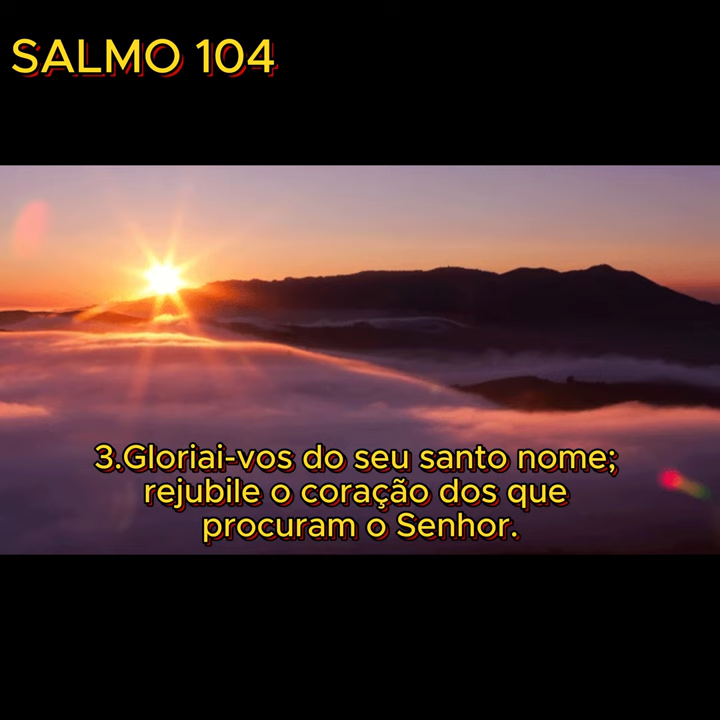 SALMO 104
3.Gloriai-vos do seu santo nome;
rejubile o coração dos que
procuram o Senhor.